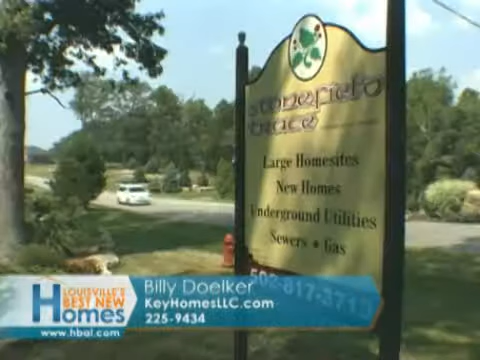 Stonefield
Trace
Large Homesites
New Homes
Underground Utilities
Sewers • Gas
502-817-3713
LOUISVILLE'S
BEST NEW
Homes
www.hbal.com
Billy Doelker
KeyHomesLLC.com
225-9434